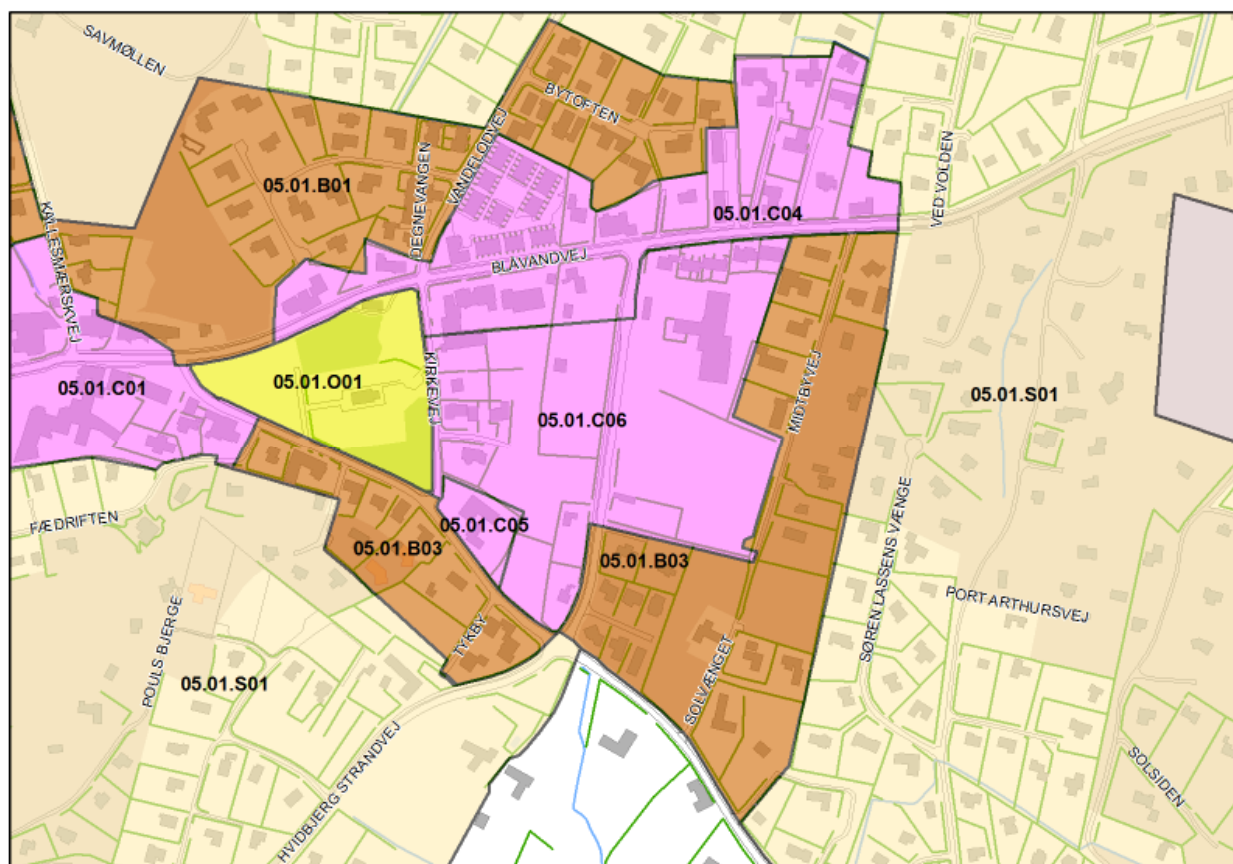 SAVMØLLEN
BYTOFTEN
VANDFLODVEJ
DEGNEVANGEN
05.01.B01
KALLESMÆRSKVEJ
05.01.C04
VED VOLDEN
BLÅVANDVEJ
05.01.C01
05.01.O01
KIRKEVEJ
05.01.C06
MIDTBYVEJ
05.01.S01
FÆDRIFTEN
05.01.C05
05.01.B03
05.01.B03
SØREN LASSENS VÆNGE
PORT ARTHURSVEJ
POULS BJERGE
TYKBY
05.01.S01
SOLVÆNGET
HVIDBJERG STRANDVEJ
SOLSIDEN